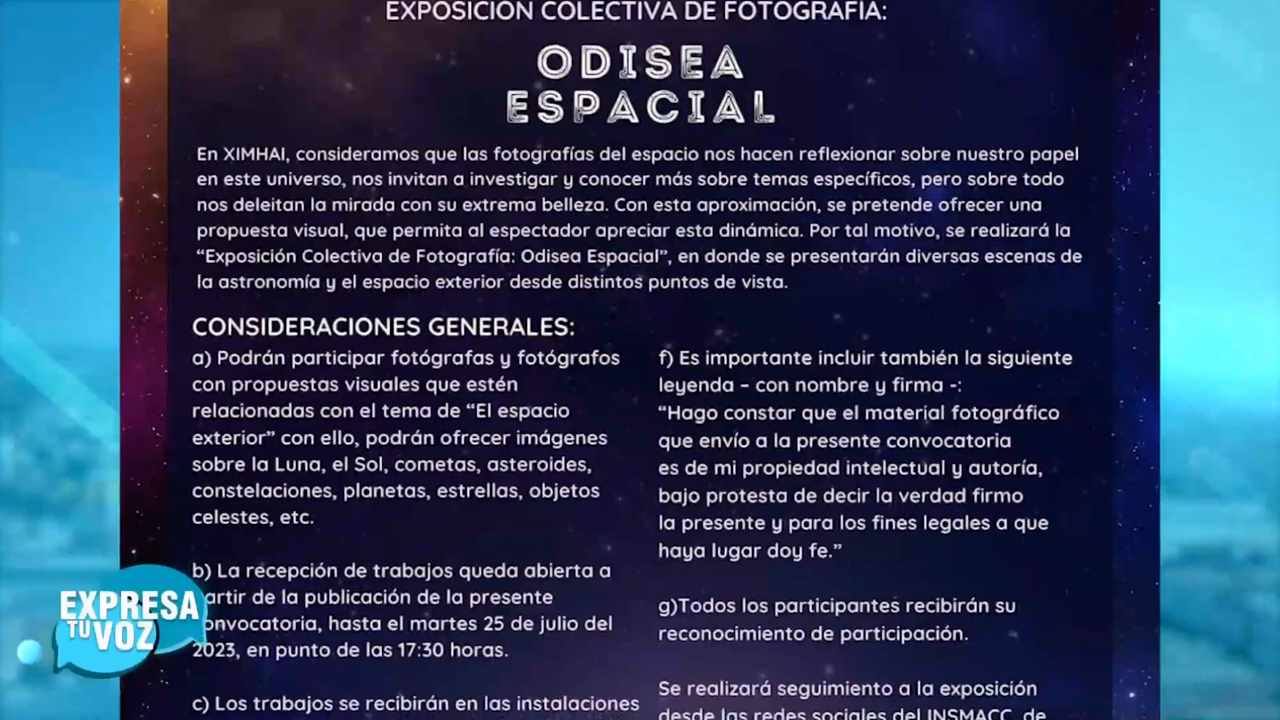 EXPOSICIÓN COLECTIVA DE FOTOGRAFÍA:
ODISEA
ESPACIAL
En XIMHAI, consideramos que las fotografías del espacio nos hacen reflexionar sobre nuestro papel
en este universo, nos invitan a investigar y conocer más sobre temas específicos, pero sobre todo
nos deleitan la mirada con su extrema belleza. Con esta aproximación, se pretende ofrecer una
propuesta visual, que permita al espectador apreciar esta dinámica. Por tal motivo, se realizará la
“Exposición Colectiva de Fotografía: Odisea Espacial”, en donde se presentarán diversas escenas de
la astronomía y el espacio exterior desde distintos puntos de vista.
CONSIDERACIONES GENERALES:
a) Podrán participar fotógrafas y fotógrafos
con propuestas visuales que estén
relacionadas con el tema de “El espacio
exterior” con ello, podrán ofrecer imágenes
sobre la Luna, el Sol, cometas, asteroides,
constelaciones, planetas, estrellas, objetos
celestes, etc.
b) La recepción de trabajos queda abierta a
partir de la publicación de la presente
convocatoria, hasta el martes 25 de julio del
2023, en punto de las 17:30 horas.
c) Los trabajos se recibirán en las instalaciones
f) Es importante incluir también la siguiente
leyenda – con nombre y firma -:
“Hago constar que el material fotográfico
que envío a la presente convocatoria
es de mi propiedad intelectual y autoría,
bajo protesta de decir la verdad firmo
la presente y para los fines legales a que
haya lugar doy fe.”
g)Todos los participantes recibirán su
reconocimiento de participación.
Se realizará seguimiento a la exposición
desde las redes sociales del INSMACC, de
EXPRESA
TU VOZ